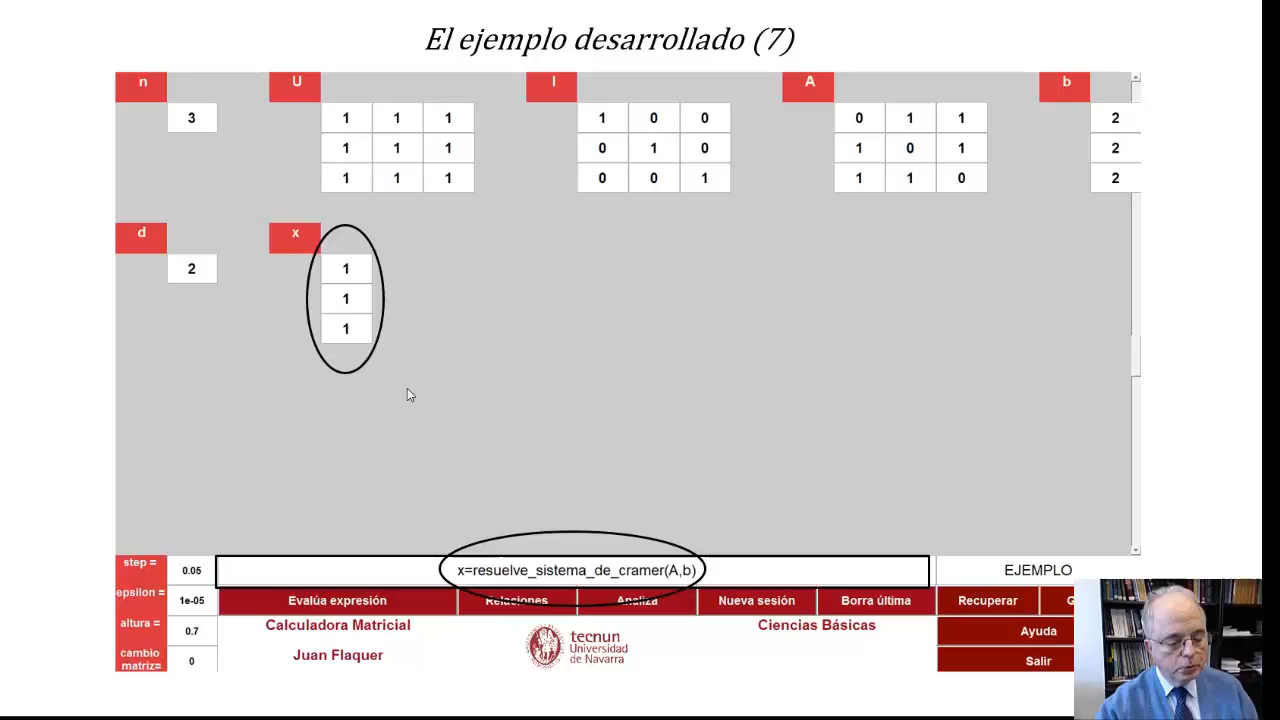 El ejemplo desarrollado (7)
n U I A b
3 1 1 1 1 0 0 0 1 1 2
1 1 1 0 1 0 1 0 1 2
1 1 1 0 0 1 1 1 0 2
d x
2 1
1
1
step = 0.05 x=resuelve_sistema_de_cramer(A,b) EJEMPLO
epsilon = 1e-05 Evalúa expresión Relaciones Analiza Nueva sesión Borra última Recuperar G
altura = 0.7 Calculadora Matricial Ciencias Básicas Ayuda
cambio matriz= 0 Juan Flaquer Salir
tecnun
Universidad
de Navarra